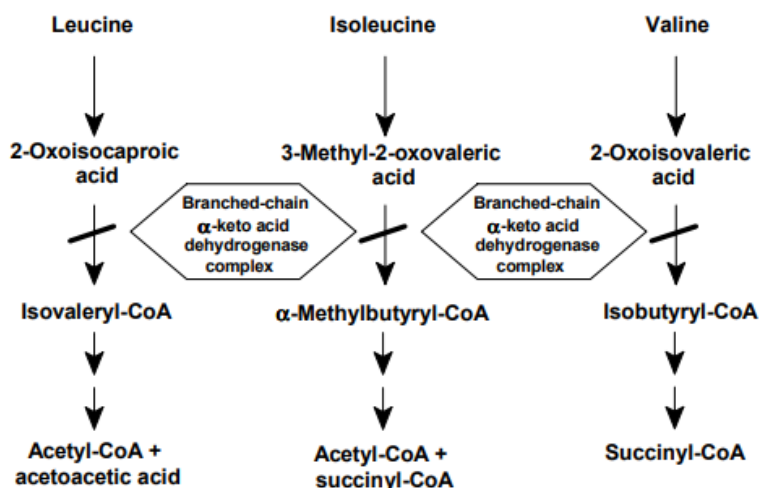 Leucine
Isoleucine
Valine
2-Oxoisocaproic
acid
3-Methyl-2-oxovaleric
acid
2-Oxoisovaleric
acid
Branched-chain
α-keto acid
dehydrogenase
complex
Branched-chain
α-keto acid
dehydrogenase
complex
Isovaleryl-CoA
α-Methylbutyryl-CoA
Isobutyryl-CoA
Acetyl-CoA +
acetoacetic acid
Acetyl-CoA +
succinyl-CoA
Succinyl-CoA